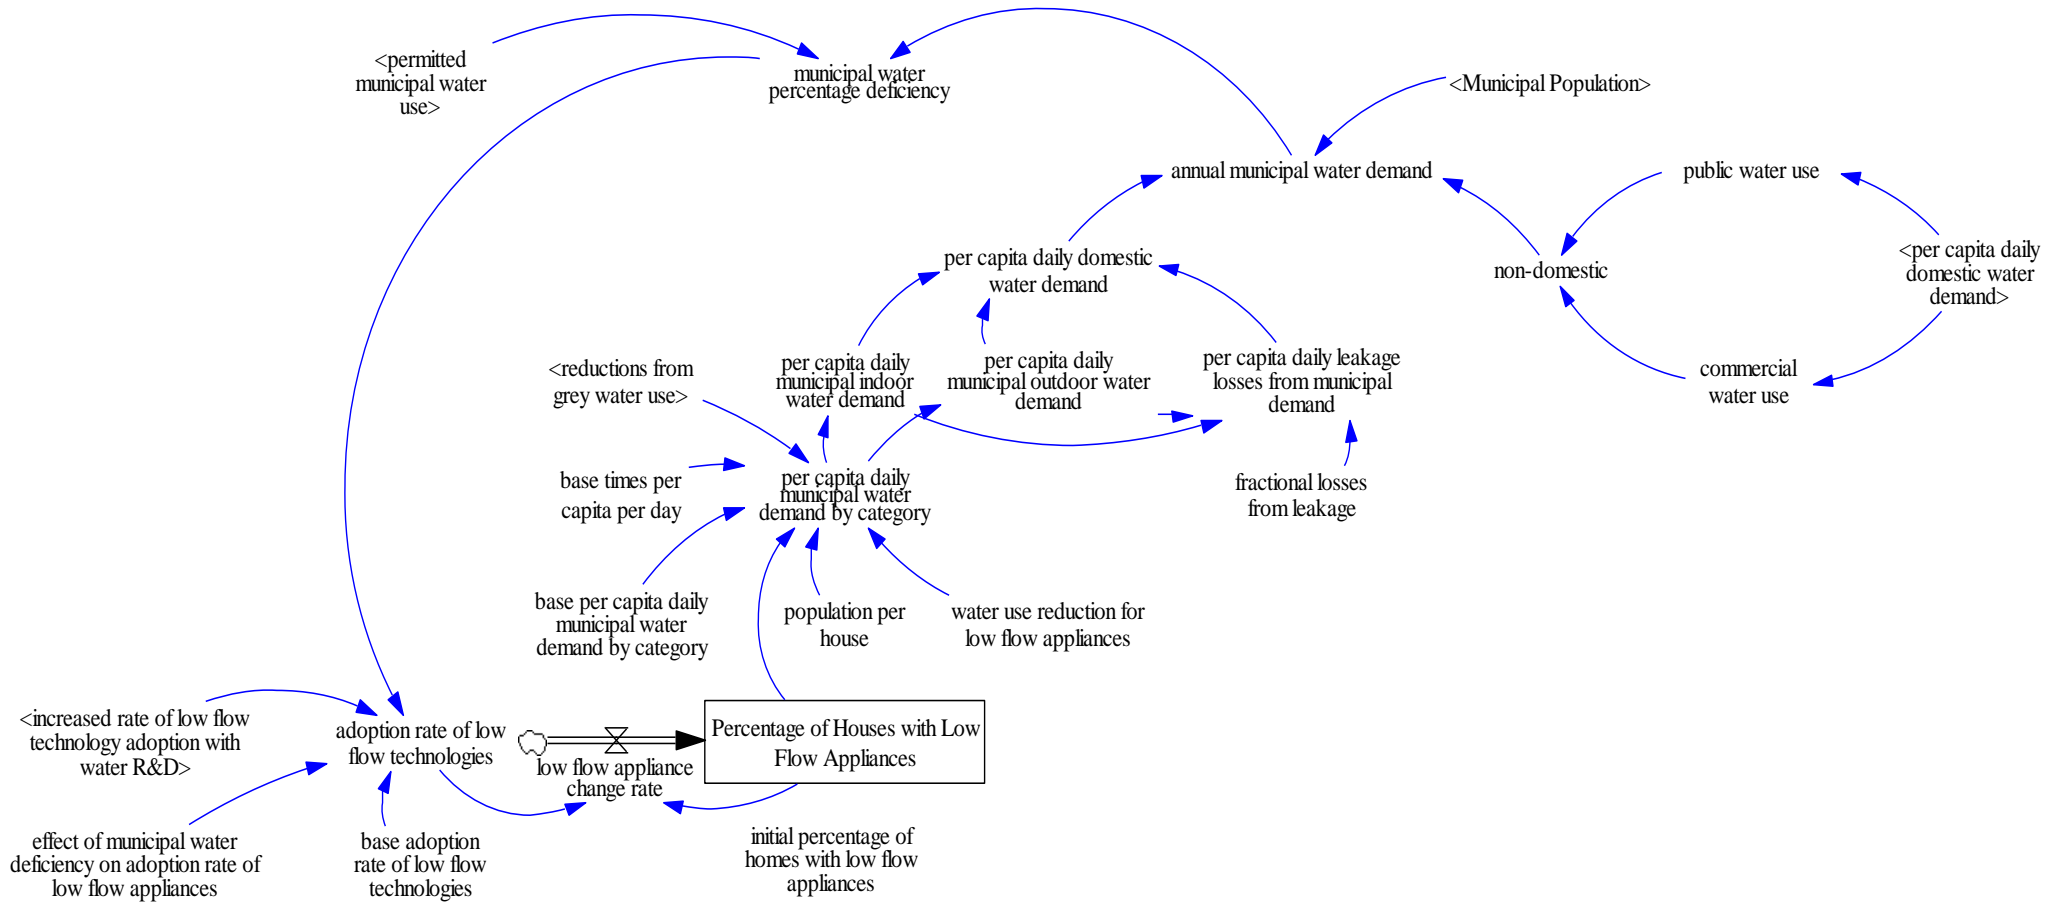 <permitted
municipal water
use>
municipal water
percentage deficiency
<Municipal Population>
annual municipal water demand
public water use
per capita daily domestic
water demand
non-domestic
<per capita daily
domestic water
demand>
<reductions from
grey water use>
per capita daily
municipal indoor
water demand
per capita daily
municipal outdoor water
demand
per capita daily leakage
losses from municipal
demand
commercial
water use
base times per
capita per day
per capita daily
municipal water
demand by category
fractional losses
from leakage
base per capita daily
municipal water
demand by category
population per
house
water use reduction for
low flow appliances
<increased rate of low flow
technology adoption with
water R&D>
adoption rate of low
flow technologies
low flow appliance
change rate
Percentage of Houses with Low
Flow Appliances
effect of municipal water
deficiency on adoption rate of
low flow appliances
base adoption
rate of low flow
technologies
initial percentage of
homes with low flow
appliances